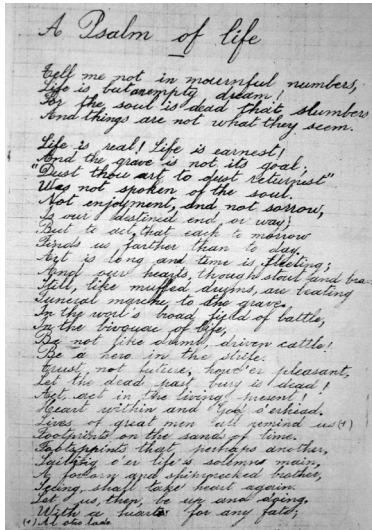 A Psalm of life
Tell me not in mournful numbers,
Life is but an empty dream!
For the soul is dead that slumbers
And things are not what they seem.
Life is real! Life is earnest!
And the grave is not its goal;
"Dust thou art to dust returnest"
Was not spoken of the soul.
Not enjoyment, and not sorrow,
Is our destined end or way;
But to act, that each to morrow
Finds us farther than to day.
Art is long and time is fleeting;
And our hearts, though stout and bra-
Still, like muffled drums, are beating
Funeral marches to the grave.
In the world's broad field of battle,
In the bivouac of life,
Be not like dumb, driven cattle!
Be a hero in the strife.
Trust not future, howe'er pleasant,
Let the dead past bury is dead!
Act, act in the living present!
Heart within and God o'erhead.
Lives of great men all remind us (1)
Footprints on the sands of time.
Footpprints that, perhaps another,
Sailing o'er life's solemn main,
A forlorn and shipwrecked brother,
Seeing, shall take heart again.
Let us, then, be up and doing.
With a heart for any fate;
(1) Al otro lado